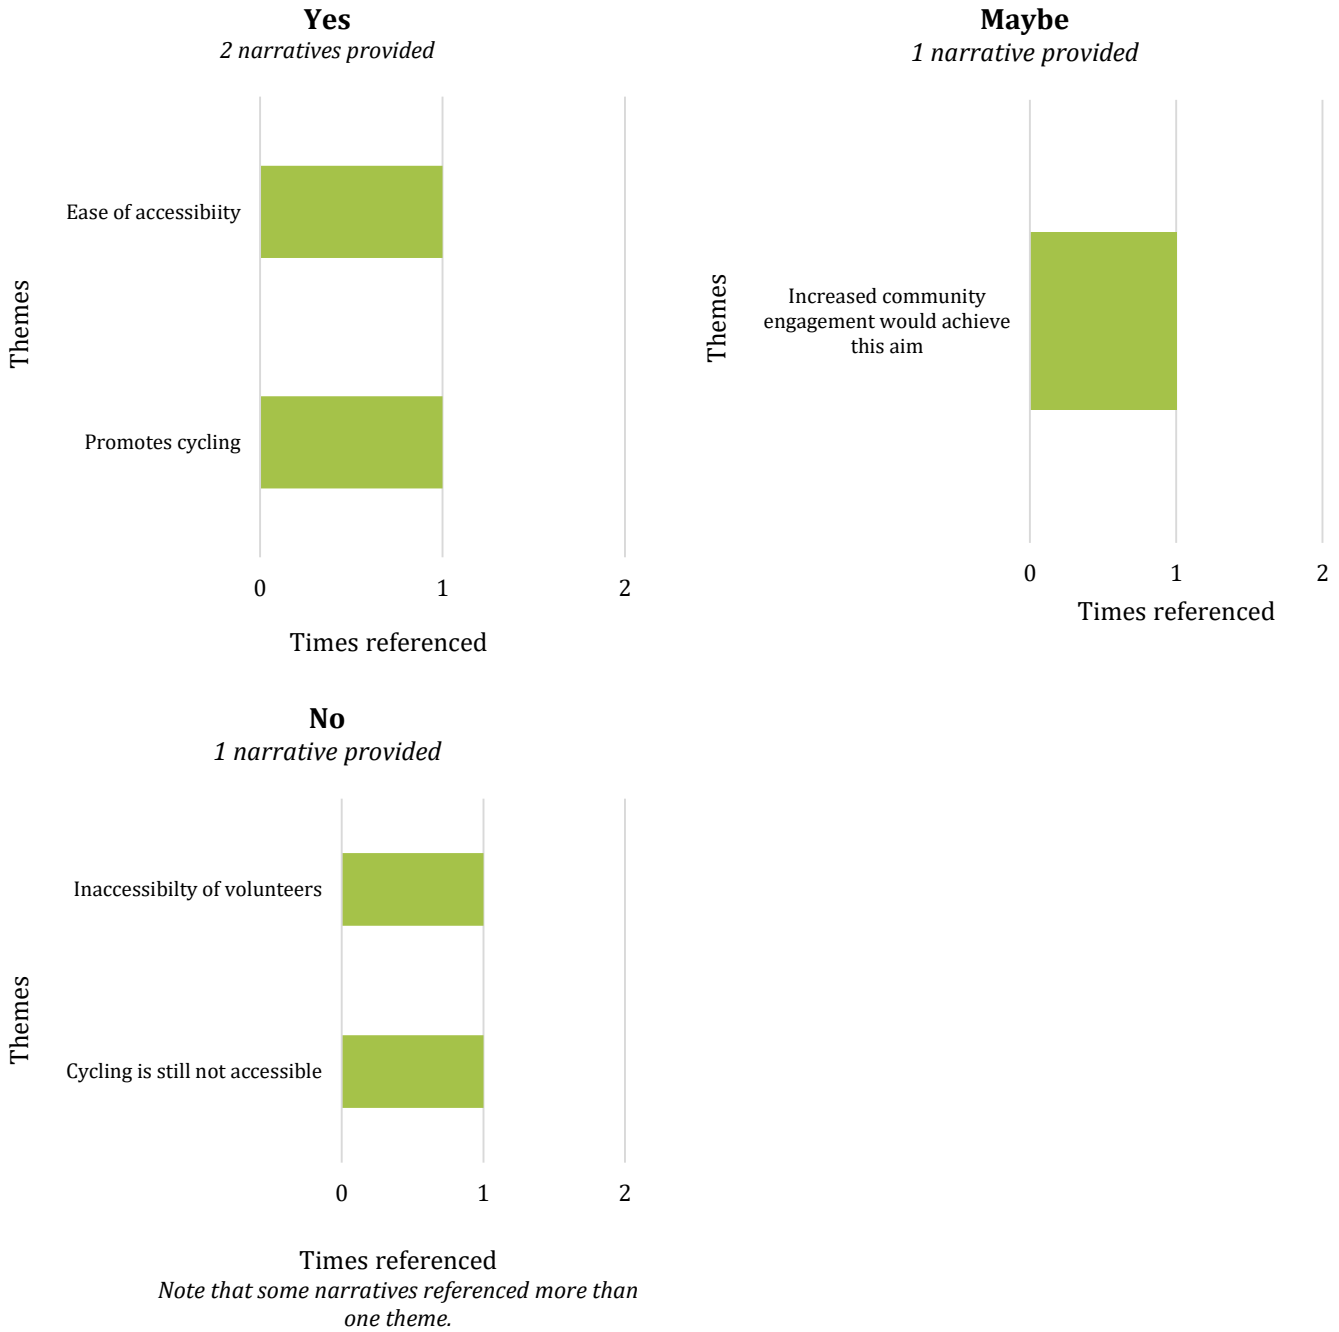 Yes
2 narratives provided
Themes
Ease of accessibiity
Promotes cycling
0 1 2
Times referenced
Maybe
1 narrative provided
Themes
Increased community
engagement would achieve
this aim
0 1 2
Times referenced
No
1 narrative provided
Themes
Inaccessibilty of volunteers
Cycling is still not accessible
0 1 2
Times referenced
Note that some narratives referenced more than
one theme.